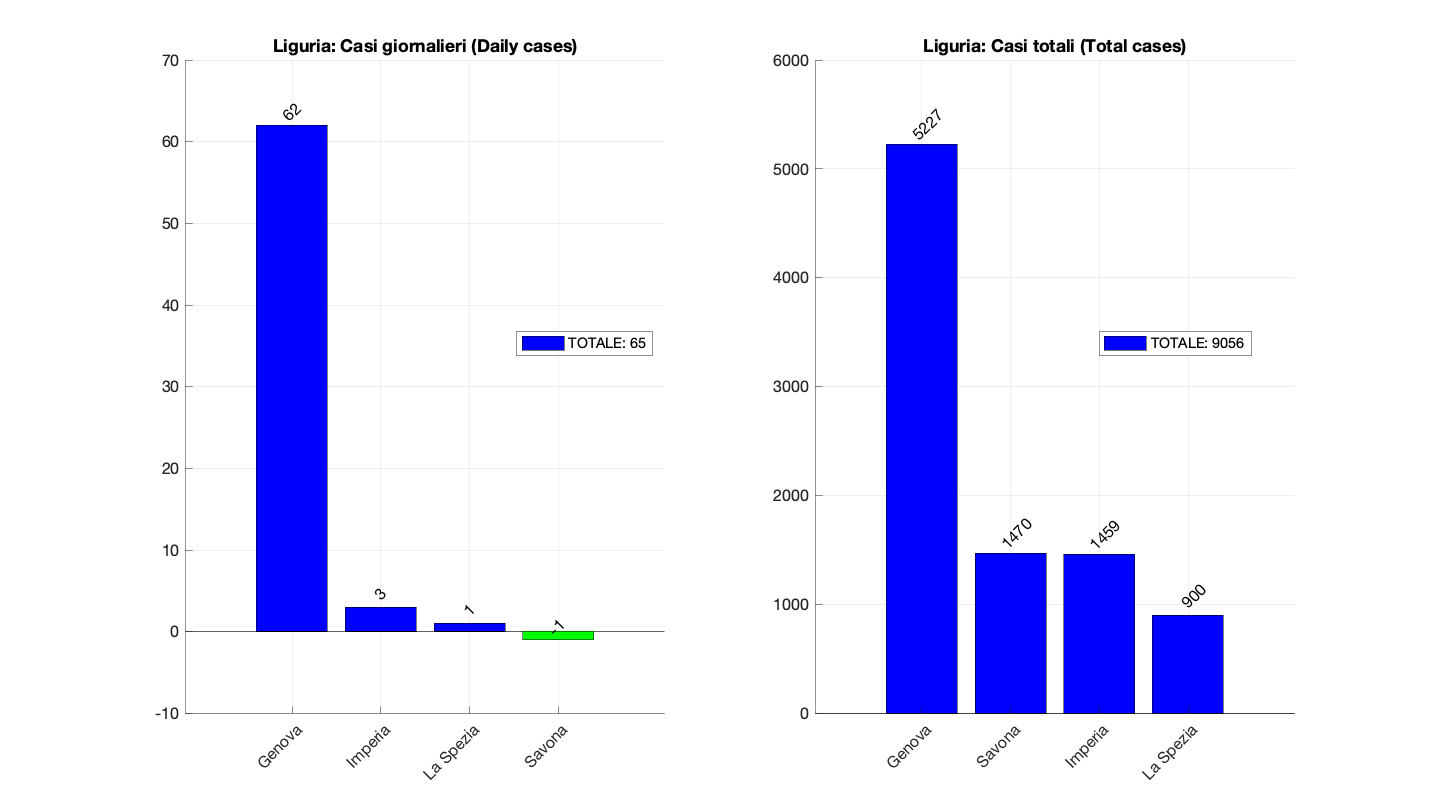 Liguria: Casi giornalieri (Daily cases)
70
60
50
40
30
20
10
0
-10
62
3
1
-1
TOTALE: 65
Genova
Imperia
La Spezia
Savona
Liguria: Casi totali (Total cases)
6000
5000
4000
3000
2000
1000
0
5227
1470
1459
900
TOTALE: 9056
Genova
Savona
Imperia
La Spezia